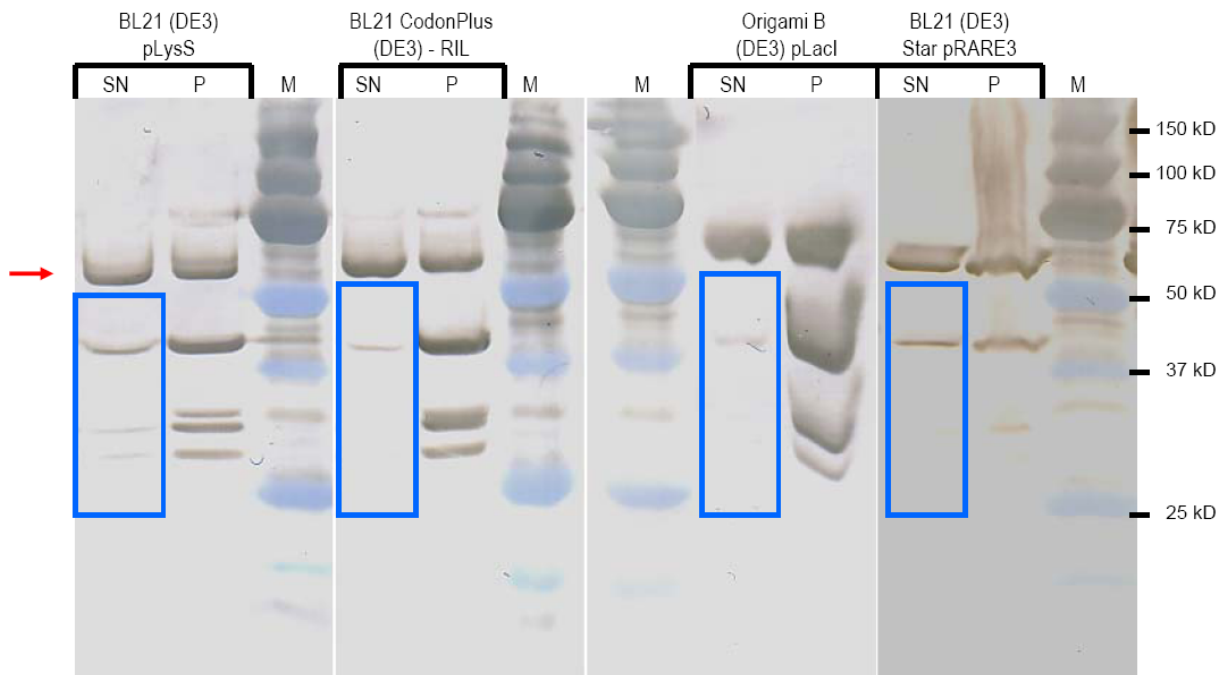 BL21 (DE3)
pLysS
BL21 CodonPlus
(DE3) - RIL
Origami B
(DE3) pLacI
BL21 (DE3)
Star pRARE3
SN P M SN P M M SN P SN P M
150 kD
100 kD
75 kD
50 kD
37 kD
25 kD